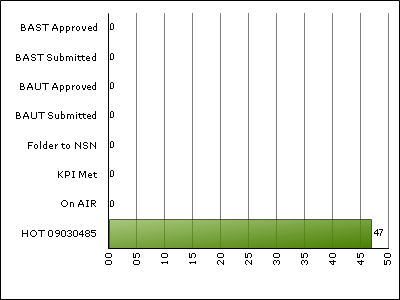 BAST Approved 0
BAST Submitted 0
BAUT Approved 0
BAUT Submitted 0
Folder to NSN 0
KPI Met 0
On AIR 0
HOT 09030485 47
00 05 10 15 20 25 30 35 40 45 50